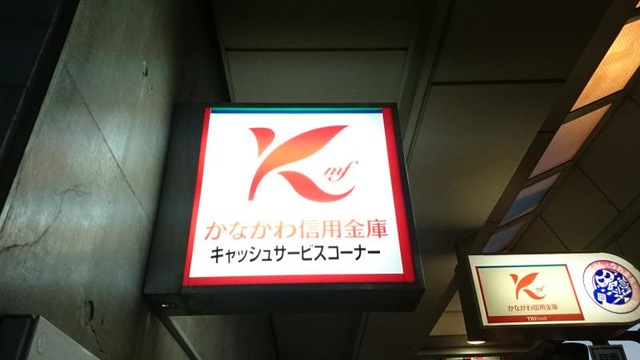 K
nyf
かながわ信用金庫
キャッシュサービスコーナー
K
かながわ信用金庫